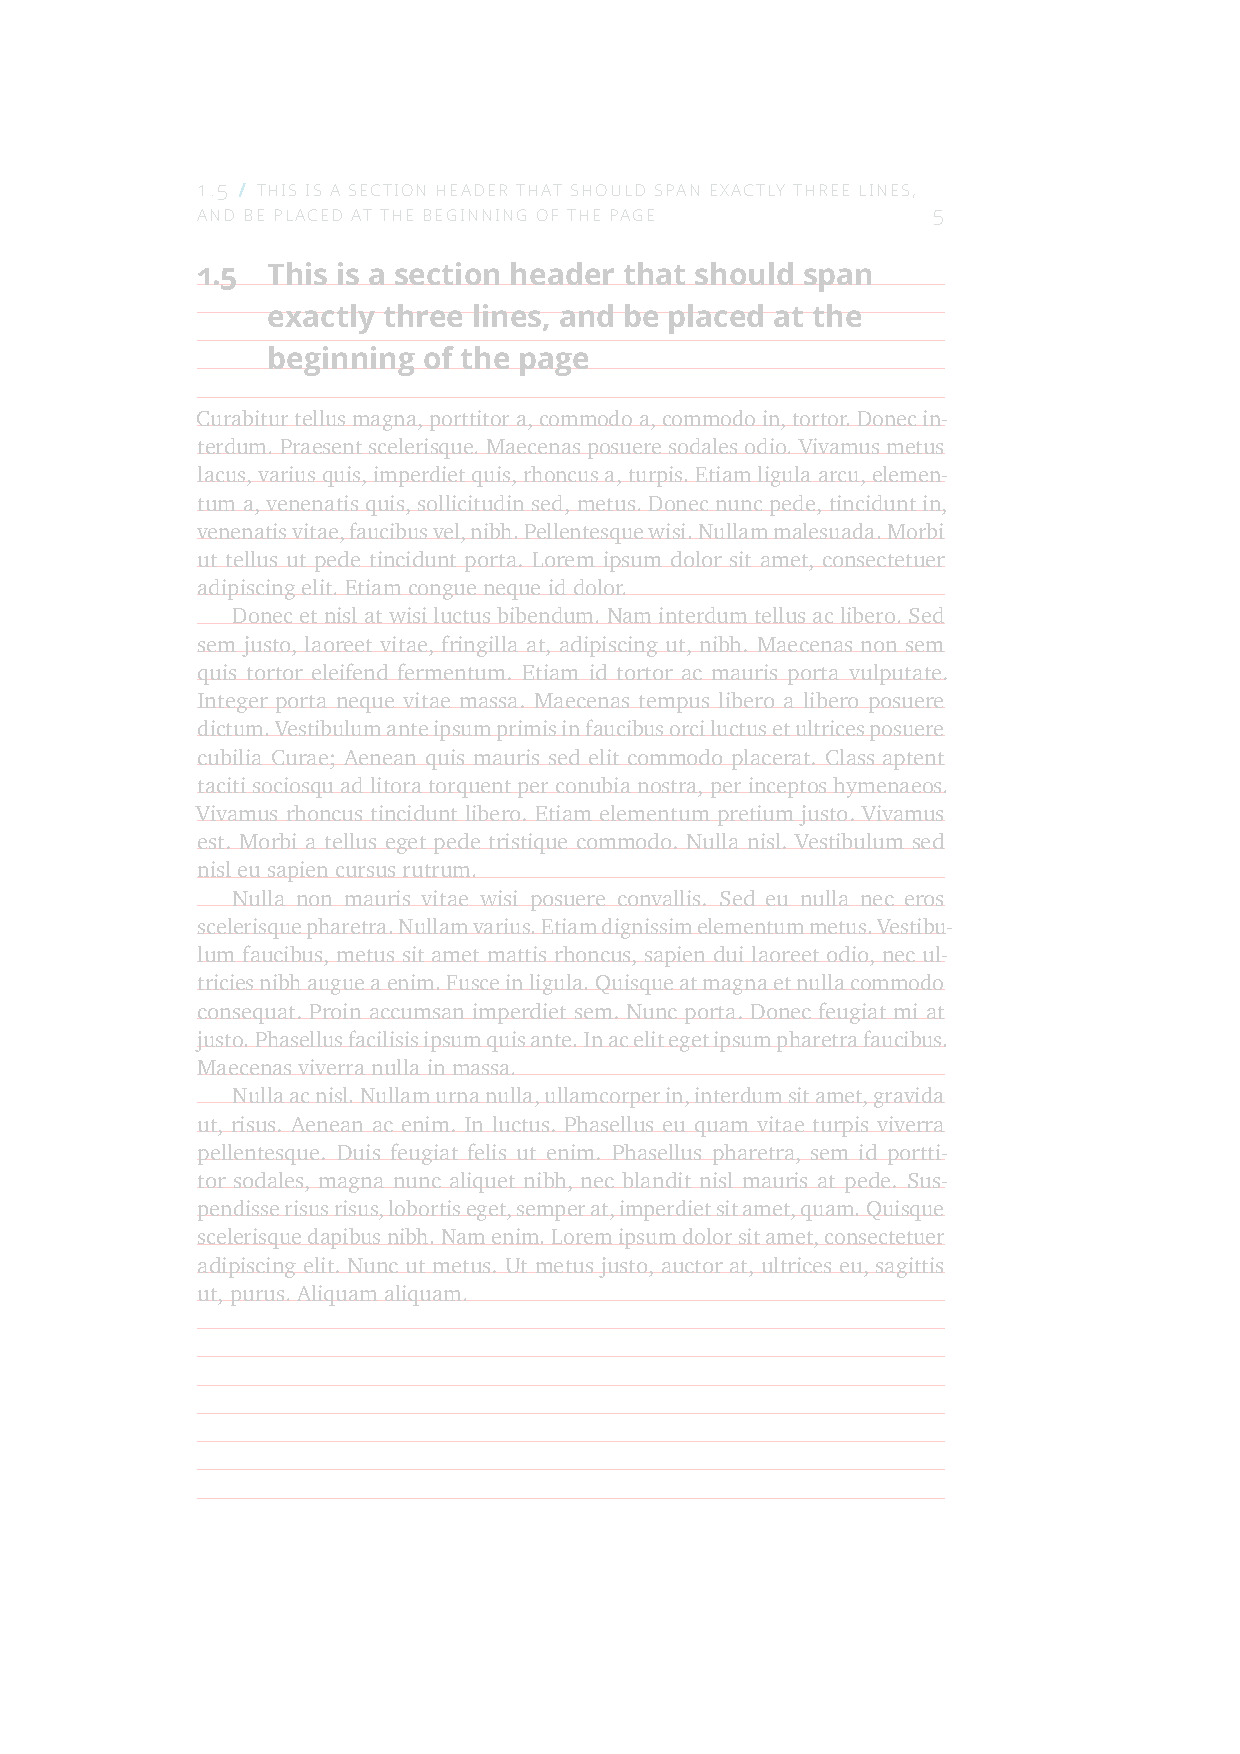 1.5 / THIS IS A SECTION HEADER THAT SHOULD SPAN EXACTLY THREE LINES,
AND BE PLACED AT THE BEGINNING OF THE PAGE 5
1.5 This is a section header that should span
exactly three lines, and be placed at the
beginning of the page
Curabitur tellus magna, porttitor a, commodo a, commodo in, tortor. Donec in-
terdum. Praesent scelerisque. Maecenas posuere sodales odio. Vivamus metus
lacus, varius quis, imperdiet quis, rhoncus a, turpis. Etiam ligula arcu, elemen-
tum a, venenatis quis, sollicitudin sed, metus. Donec nunc pede, tincidunt in,
venenatis vitae, faucibus vel, nibh. Pellentesque wisi. Nullam malesuada. Morbi
ut tellus ut pede tincidunt porta. Lorem ipsum dolor sit amet, consectetuer
adipiscing elit. Etiam congue neque id dolor.
Donec et nisl at wisi luctus bibendum. Nam interdum tellus ac libero. Sed
sem justo, laoreet vitae, fringilla at, adipiscing ut, nibh. Maecenas non sem
quis tortor eleifend fermentum. Etiam id tortor ac mauris porta vulputate.
Integer porta neque vitae massa. Maecenas tempus libero a libero posuere
dictum. Vestibulum ante ipsum primis in faucibus orci luctus et ultrices posuere
cubilia Curae; Aenean quis mauris sed elit commodo placerat. Class aptent
taciti sociosqu ad litora torquent per conubia nostra, per inceptos hymenaeos.
Vivamus rhoncus tincidunt libero. Etiam elementum pretium justo. Vivamus
est. Morbi a tellus eget pede tristique commodo. Nulla nisl. Vestibulum sed
nisl eu sapien cursus rutrum.
Nulla non mauris vitae wisi posuere convallis. Sed eu nulla nec eros
scelerisque pharetra. Nullam varius. Etiam dignissim elementum metus. Vestibu-
lum faucibus, metus sit amet mattis rhoncus, sapien dui laoreet odio, nec ul-
tricies nibh augue a enim. Fusce in ligula. Quisque at magna et nulla commodo
consequat. Proin accumsan imperdiet sem. Nunc porta. Donec feugiat mi at
justo. Phasellus facilisis ipsum quis ante. In ac elit eget ipsum pharetra faucibus.
Maecenas viverra nulla in massa.
Nulla ac nisl. Nullam urna nulla, ullamcorper in, interdum sit amet, gravida
ut, risus. Aenean ac enim. In luctus. Phasellus eu quam vitae turpis viverra
pellentesque. Duis feugiat felis ut enim. Phasellus pharetra, sem id portti-
tor sodales, magna nunc aliquet nibh, nec blandit nisl mauris at pede. Sus-
pendisse risus risus, lobortis eget, semper at, imperdiet sit amet, quam. Quisque
scelerisque dapibus nibh. Nam enim. Lorem ipsum dolor sit amet, consectetuer
adipiscing elit. Nunc ut metus. Ut metus justo, auctor at, ultrices eu, sagittis
ut, purus. Aliquam aliquam.